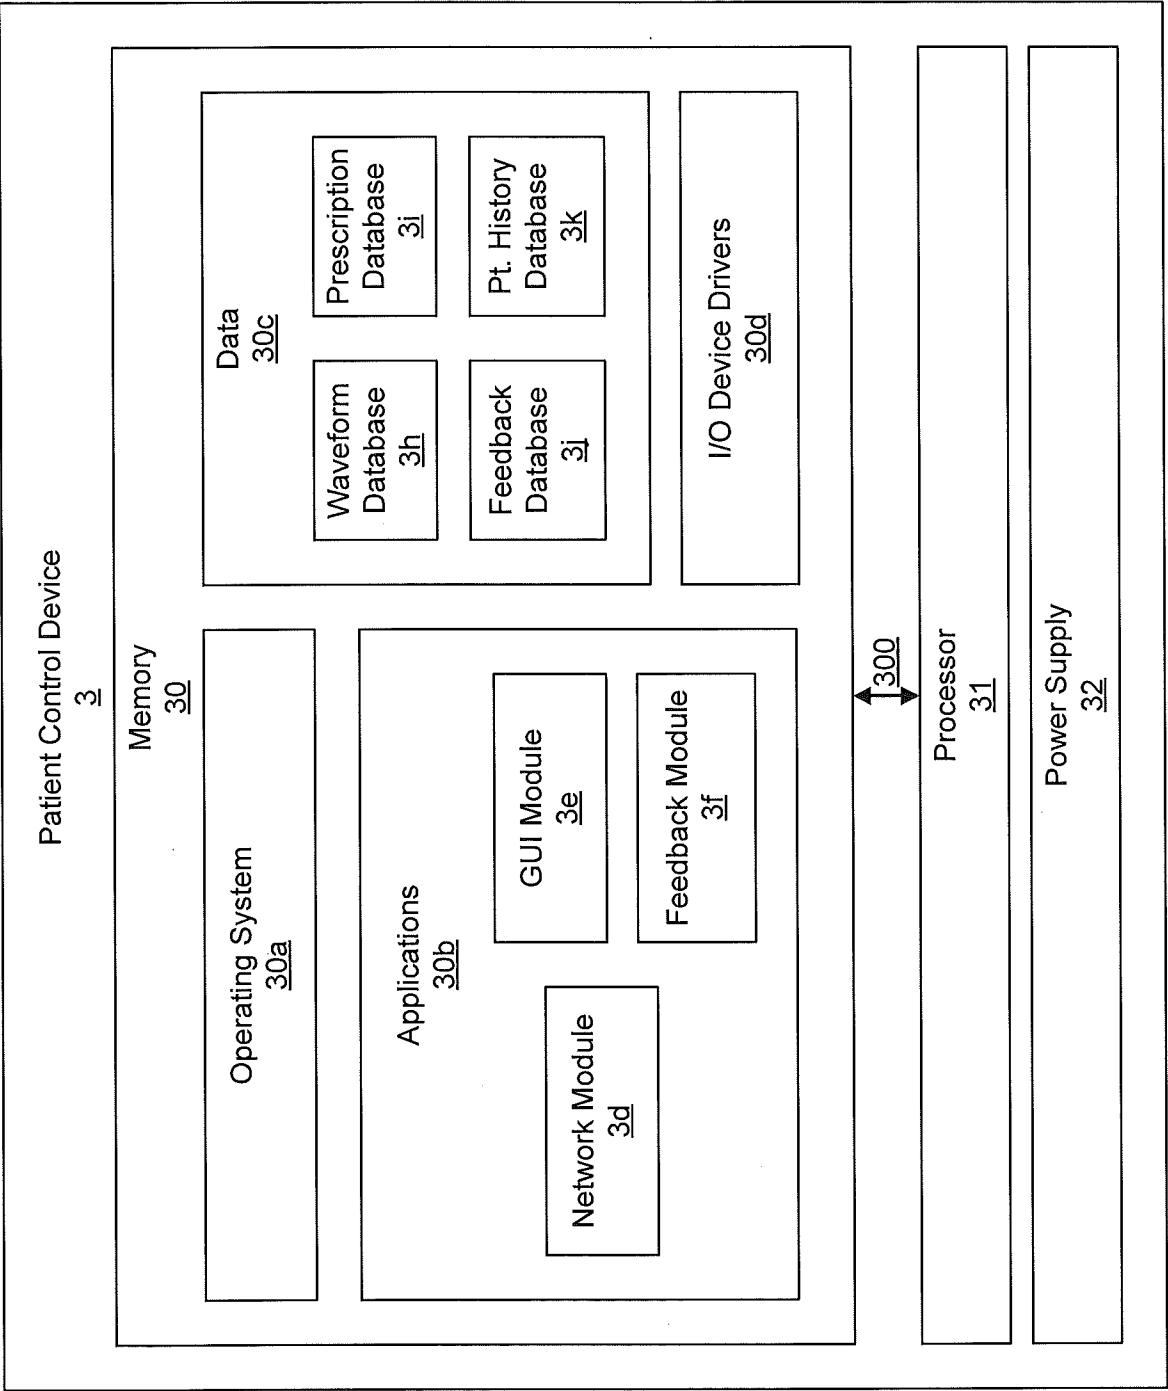 Patient Control Device
3
Memory
30
Operating System
30a
Applications
30b
Network Module
3d
GUI Module
3e
Feedback Module
3f
Data
30c
Waveform
Database
3h
Prescription
Database
3i
Feedback
Database
3j
Pt. History
Database
3k
I/O Device Drivers
30d
300
Processor
31
Power Supply
32